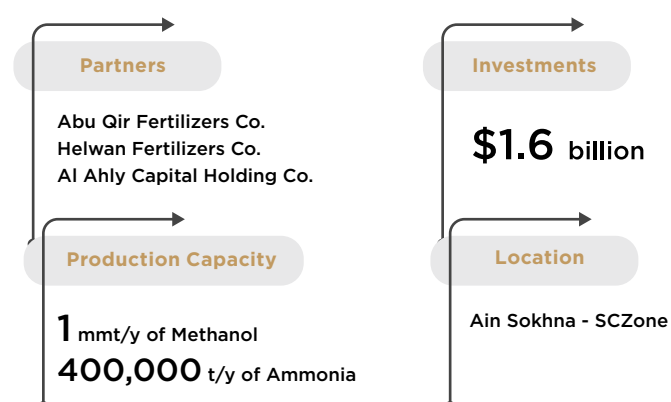 Partners
Abu Qir Fertilizers Co.
Helwan Fertilizers Co.
Al Ahly Capital Holding Co.
Investments
$1.6 billion
Production Capacity
1 mmt/y of Methanol
400,000 t/y of Ammonia
Location
Ain Sokhna - SCZone